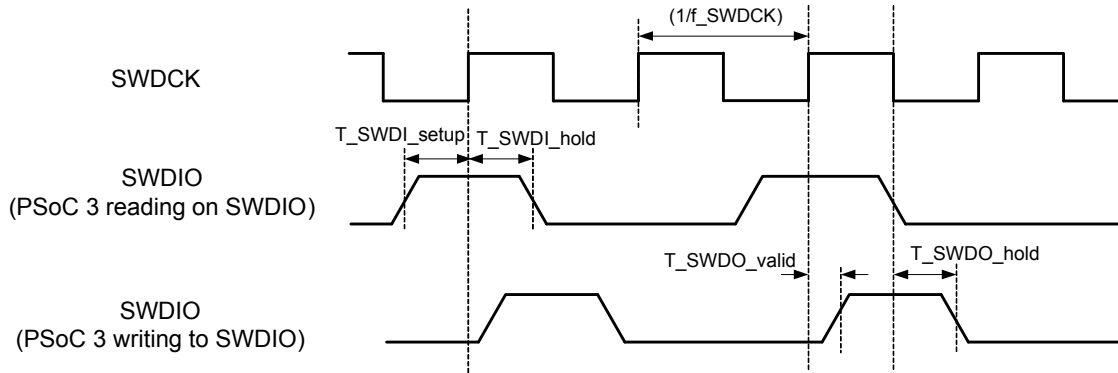 (1/f_SWDCK)
SWDCK
T_SWDI_setup
T_SWDI_hold
SWDIO
(PSoC 3 reading on SWDIO)
T_SWDO_valid
T_SWDO_hold
SWDIO
(PSoC 3 writing to SWDIO)